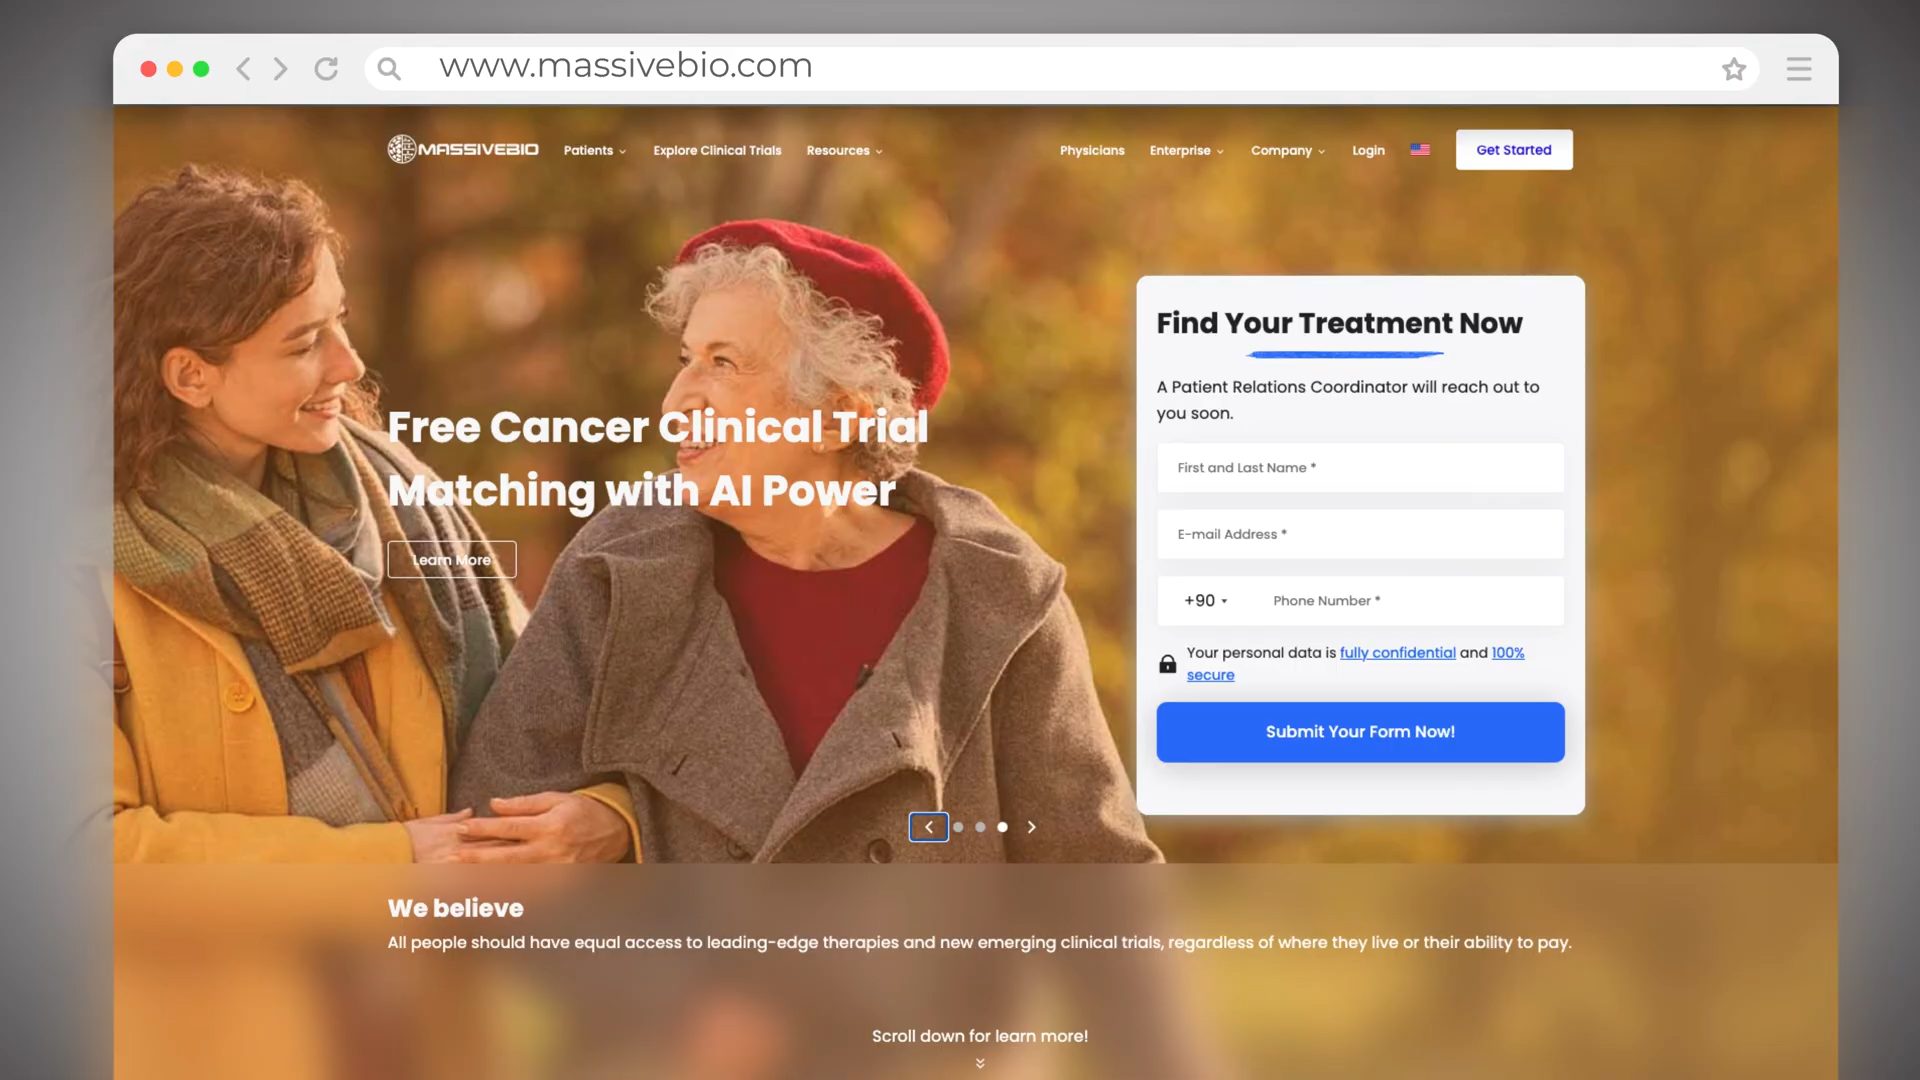 www.massivebio.com
MASSIVEBIO Patients Explore Clinical Trials Resources Physicians Enterprise Company Login Get Started
Free Cancer Clinical Trial
Matching with AI Power
Learn More
Find Your Treatment Now
A Patient Relations Coordinator will reach out to
you soon.
First and Last Name *
E-mail Address *
+90 Phone Number *
Your personal data is fully confidential and 100%
secure
Submit Your Form Now!
We believe
All people should have equal access to leading-edge therapies and new emerging clinical trials, regardless of where they live or their ability to pay.
Scroll down for learn more!